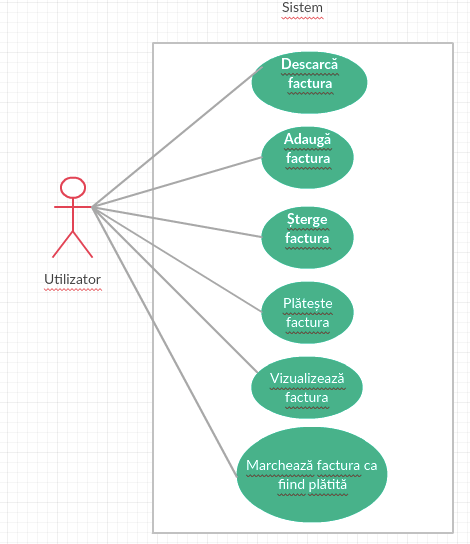 Sistem
Descarcă
factura
Adaugă
factura
Șterge
factura
Plătește
factura
Utilizator
Vizualizează
factura
Marchează factura ca
fiind plătită